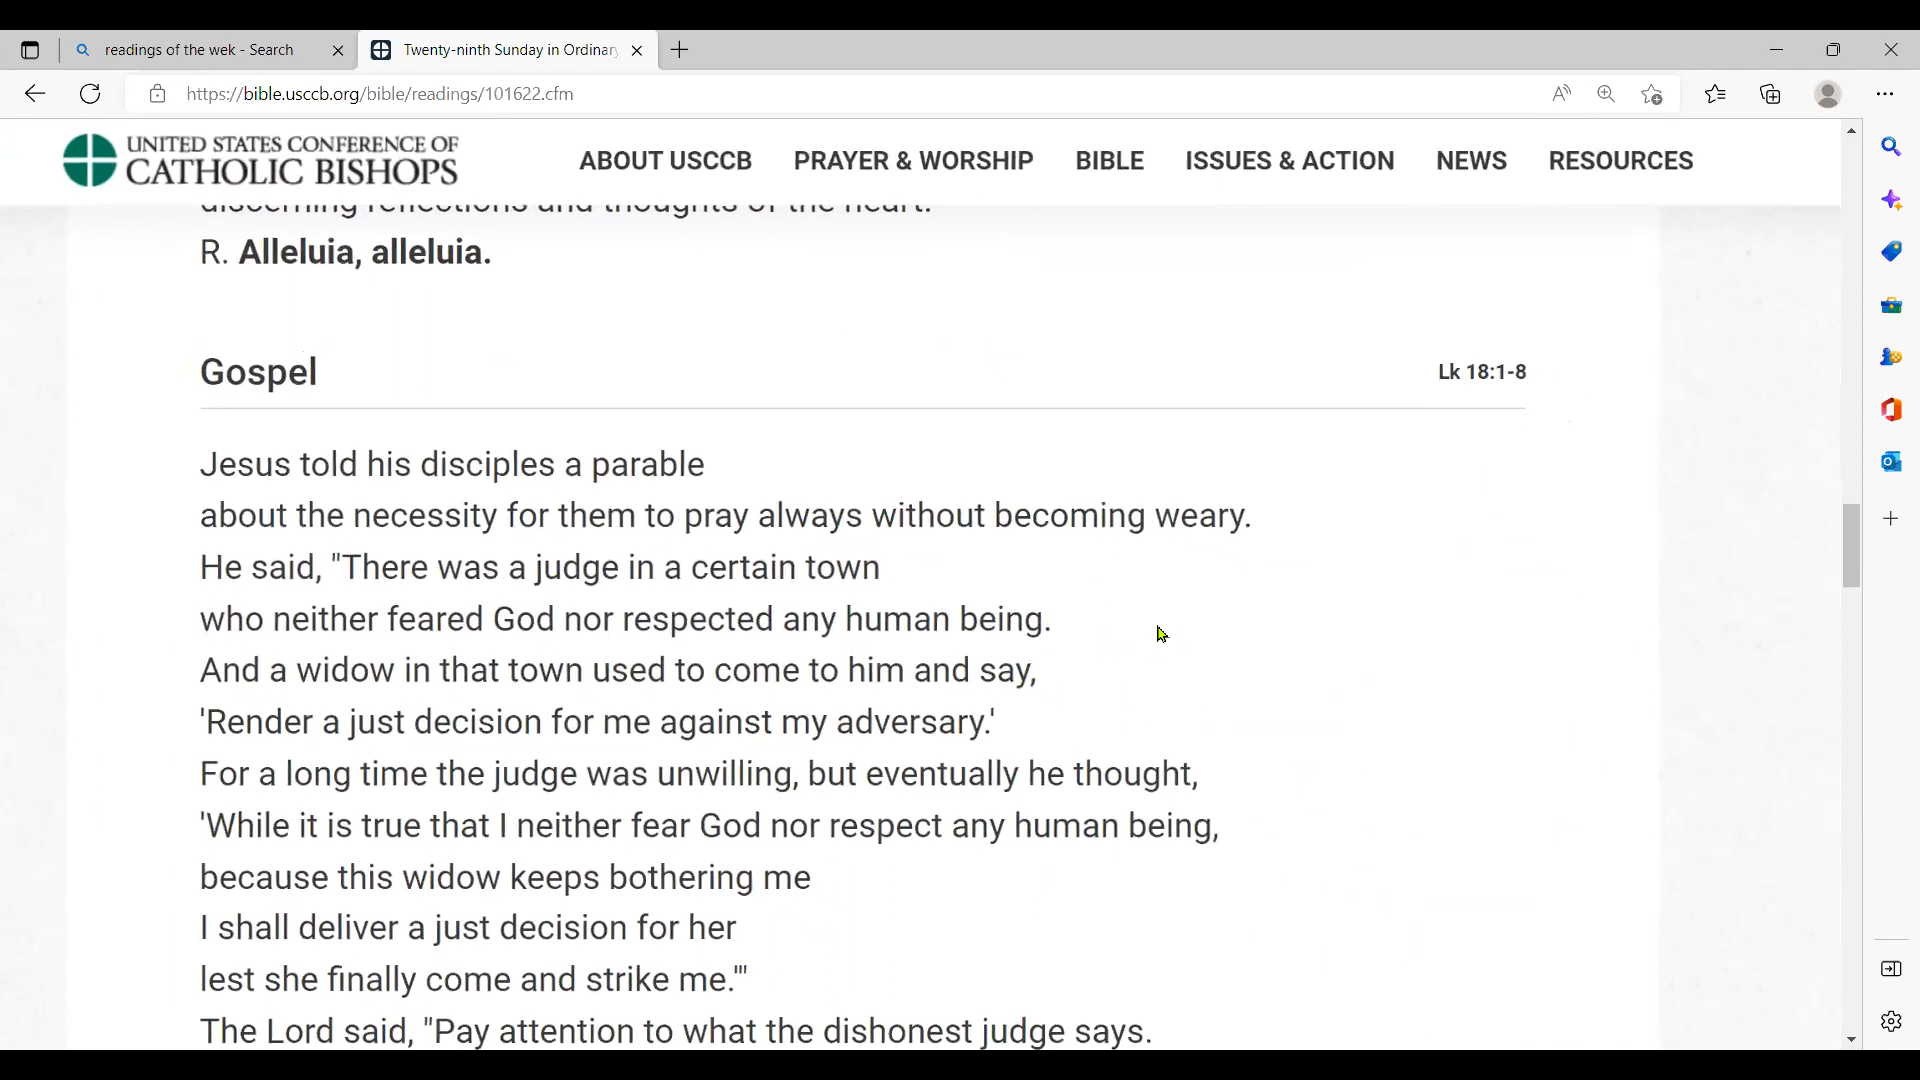 readings of the wek - Search
Twenty-ninth Sunday in Ordinar
https://bible.usccb.org/bible/readings/101622.cfm
UNITED STATES CONFERENCE OF
CATHOLIC BISHOPS
ABOUT USCCB PRAYER & WORSHIP BIBLE ISSUES & ACTION NEWS RESOURCES
discerning reflections and thoughts of the heart.
R. Alleluia, alleluia.
Gospel Lk 18:1-8
Jesus told his disciples a parable
about the necessity for them to pray always without becoming weary.
He said, "There was a judge in a certain town
who neither feared God nor respected any human being.
And a widow in that town used to come to him and say,
'Render a just decision for me against my adversary.'
For a long time the judge was unwilling, but eventually he thought,
'While it is true that I neither fear God nor respect any human being,
because this widow keeps bothering me
I shall deliver a just decision for her
lest she finally come and strike me.'"
The Lord said, "Pay attention to what the dishonest judge says.